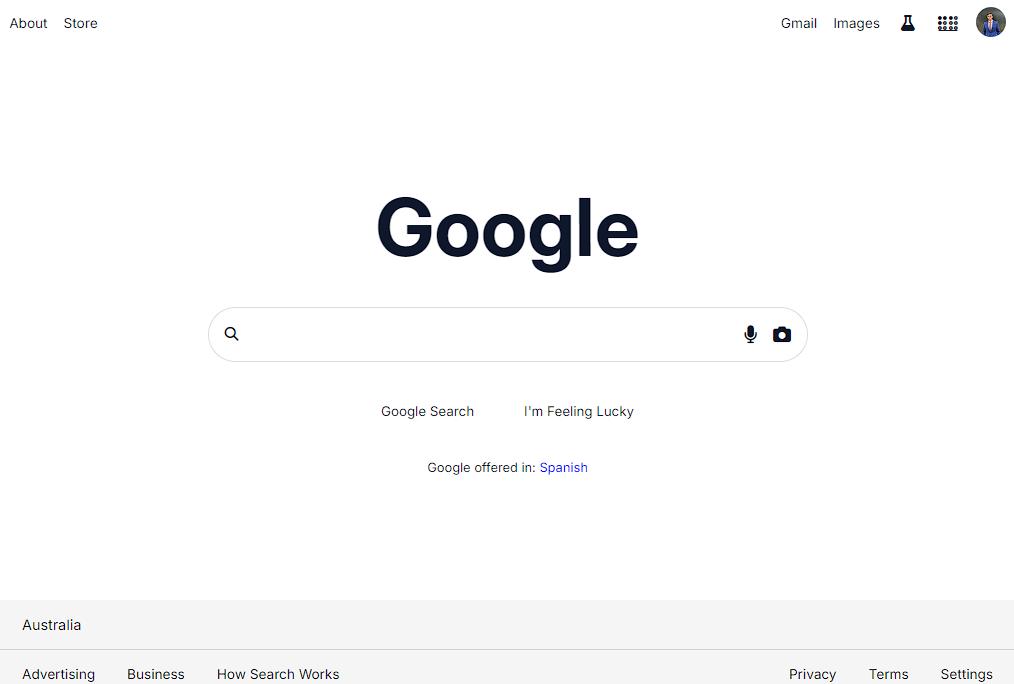 About Store Gmail Images
Google
Google Search I'm Feeling Lucky
Google offered in: Spanish
Australia
Advertising Business How Search Works Privacy Terms Settings